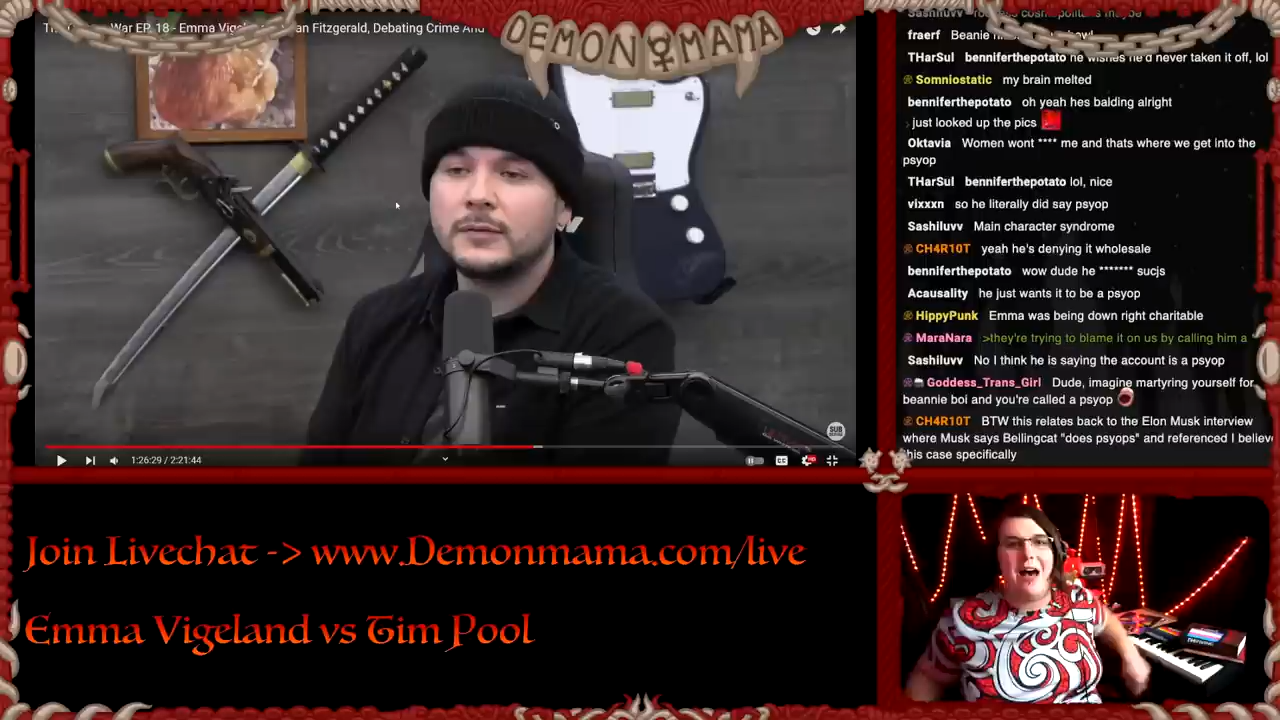 War EP. 18 - Emma
an Fitzgerald, Debating Crime And
DEMON MAMA
fraerf Beanie
THarSul benniferthepotato he wishes he'd never taken it off, lol
Somniostatic my brain melted
benniferthepotato oh yeah hes balding alright
just looked up the pics
Oktavia Women wont **** me and thats where we get into the
psyop
THarSul benniferthepotato lol, nice
vixxxn so he literally did say psyop
Sashiluvv Main character syndrome
CH4R10T yeah he's denying it wholesale
benniferthepotato wow dude he ******* sucjs
Acausality he just wants it to be a psyop
HippyPunk Emma was being down right charitable
MaraNara >they're trying to blame it on us by calling him a
Sashiluvv No I think he is saying the account is a psyop
Goddess_Trans_Girl Dude, imagine martyring yourself for
beannie boi and you're called a psyop
CH4R10T BTW this relates back to the Elon Musk interview
where Musk says Bellingcat "does psyops" and referenced I believe
this case specifically
SUB
1:26:29 / 2:21:44
CC
HD
Join Livechat -> www.Demonmama.com/live
Emma Vigeland vs Tim Pool